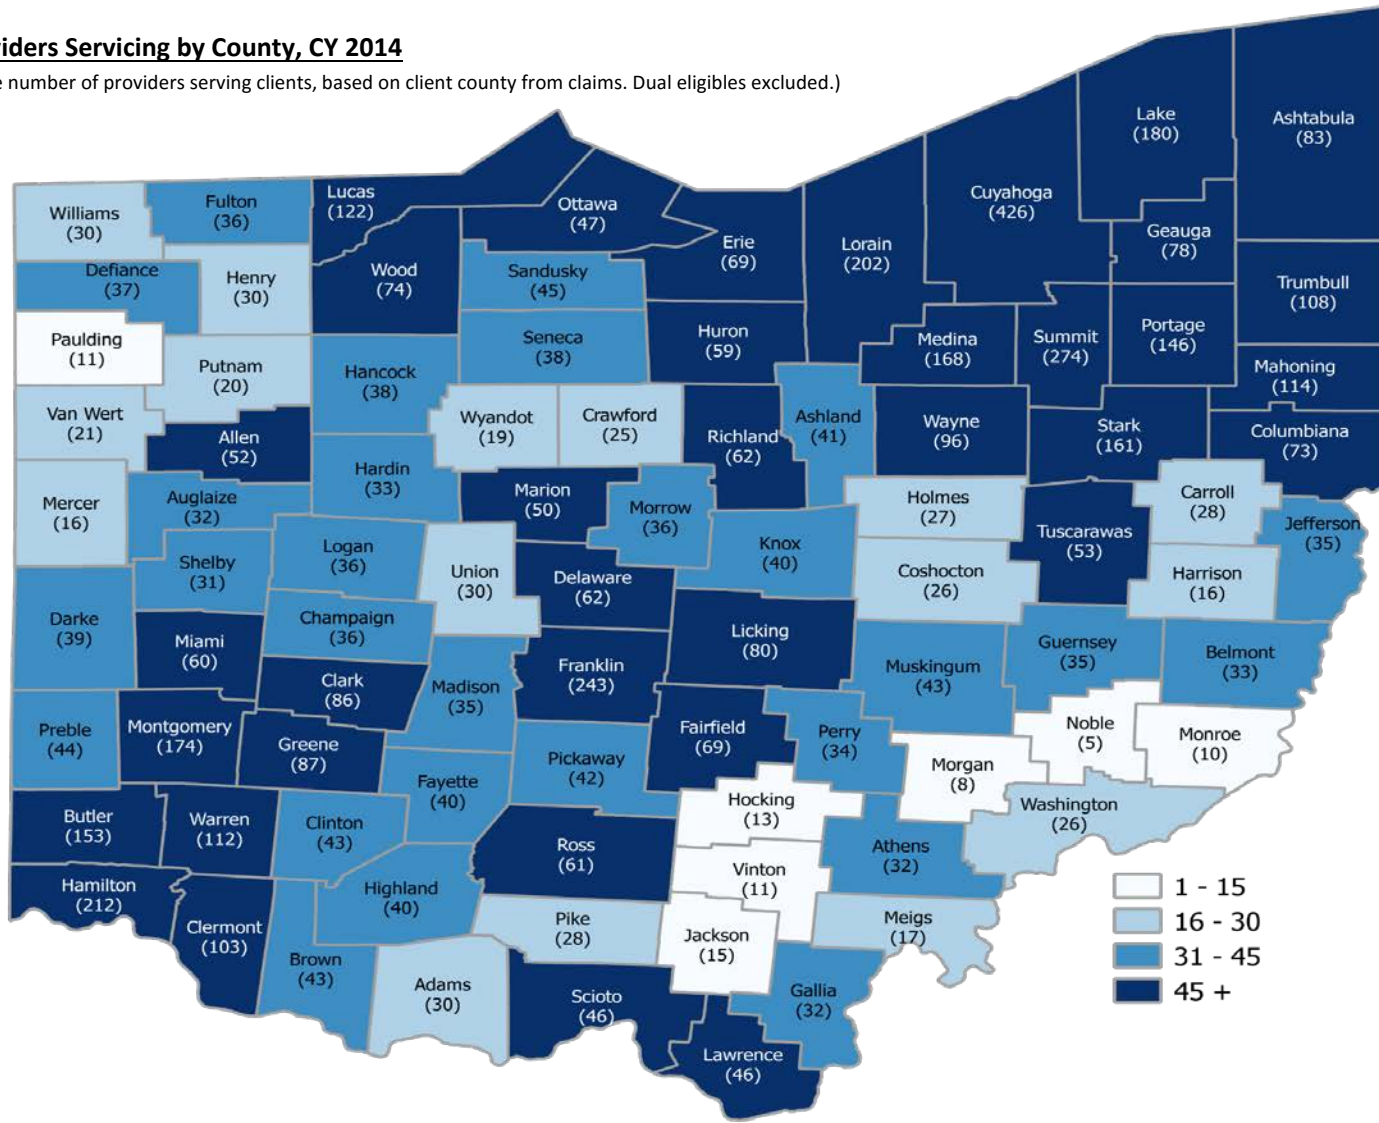 viders Servicing by County, CY 2014
e number of providers serving clients, based on client county from claims. Dual eligibles excluded.)
Lake
(180)
Ashtabula
(83)
Williams
(30)
Fulton
(36)
Lucas
(122)
Ottawa
(47)
Cuyahoga
(426)
Geauga
(78)
Erie
(69)
Lorain
(202)
Defiance
(37)
Henry
(30)
Wood
(74)
Sandusky
(45)
Trumbull
(108)
Paulding
(11)
Putnam
(20)
Hancock
(38)
Seneca
(38)
Huron
(59)
Medina
(168)
Summit
(274)
Portage
(146)
Mahoning
(114)
Van Wert
(21)
Allen
(52)
Wyandot
(19)
Crawford
(25)
Richland
(62)
Ashland
(41)
Wayne
(96)
Stark
(161)
Columbiana
(73)
Mercer
(16)
Auglaize
(32)
Hardin
(33)
Marion
(50)
Morrow
(36)
Holmes
(27)
Tuscarawas
(53)
Carroll
(28)
Jefferson
(35)
Shelby
(31)
Logan
(36)
Union
(30)
Delaware
(62)
Knox
(40)
Coshocton
(26)
Harrison
(16)
Darke
(39)
Miami
(60)
Champaign
(36)
Licking
(80)
Guernsey
(35)
Belmont
(33)
Clark
(86)
Madison
(35)
Franklin
(243)
Muskingum
(43)
Preble
(44)
Montgomery
(174)
Greene
(87)
Pickaway
(42)
Fairfield
(69)
Perry
(34)
Noble
(5)
Monroe
(10)
Morgan
(8)
Fayette
(40)
Hocking
(13)
Washington
(26)
Butler
(153)
Warren
(112)
Clinton
(43)
Ross
(61)
Athens
(32)
Vinton
(11)
Hamilton
(212)
Highland
(40)
Clermont
(103)
Pike
(28)
Jackson
(15)
Meigs
(17)
Brown
(43)
Adams
(30)
Scioto
(46)
Gallia
(32)
Lawrence
(46)
1 - 15
16 - 30
31 - 45
45 +